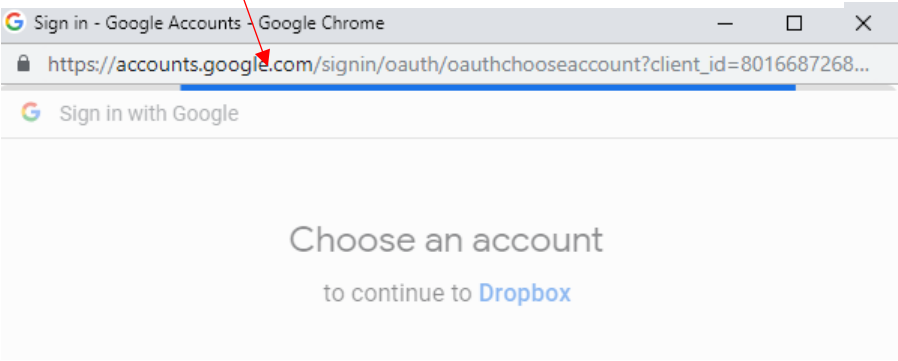 Sign in - Google Accounts - Google Chrome
https://accounts.google.com/signin/oauth/oauthchooseaccount?client_id=8016687268...
Sign in with Google
Choose an account
to continue to Dropbox